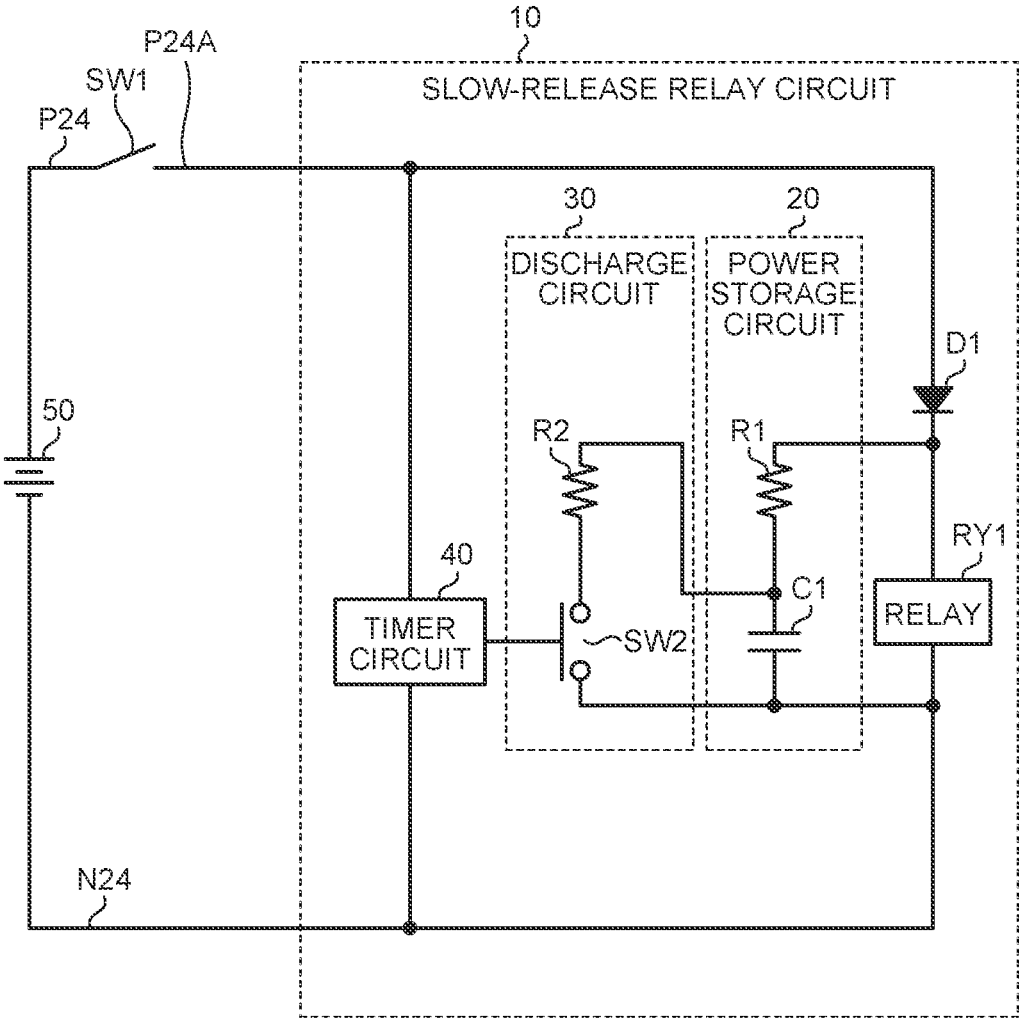 10
P24A
SW1
SLOW-RELEASE RELAY CIRCUIT
P24
30
20
DISCHARGE
CIRCUIT
POWER
STORAGE
CIRCUIT
D1
50
R2
R1
RY1
40
C1
TIMER
CIRCUIT
SW2
RELAY
N24